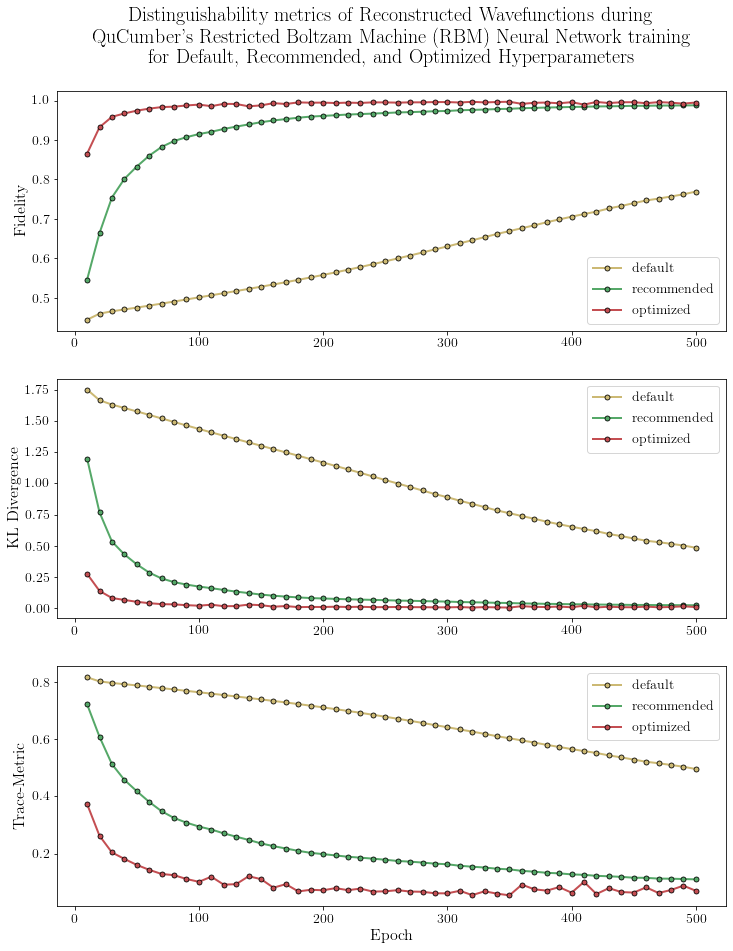 Distinguishability metrics of Reconstructed Wavefunctions during
QuCumber's Restricted Boltzam Machine (RBM) Neural Network training
for Default, Recommended, and Optimized Hyperparameters
1.0
0.9
0.8
0.7
0.6
0.5
Fidelity
default
recommended
optimized
0 100 200 300 400 500
1.75
1.50
1.25
1.00
0.75
0.50
0.25
0.00
KL Divergence
default
recommended
optimized
0 100 200 300 400 500
0.8
0.6
0.4
0.2
Trace-Metric
default
recommended
optimized
0 100 200 300 400 500
Epoch